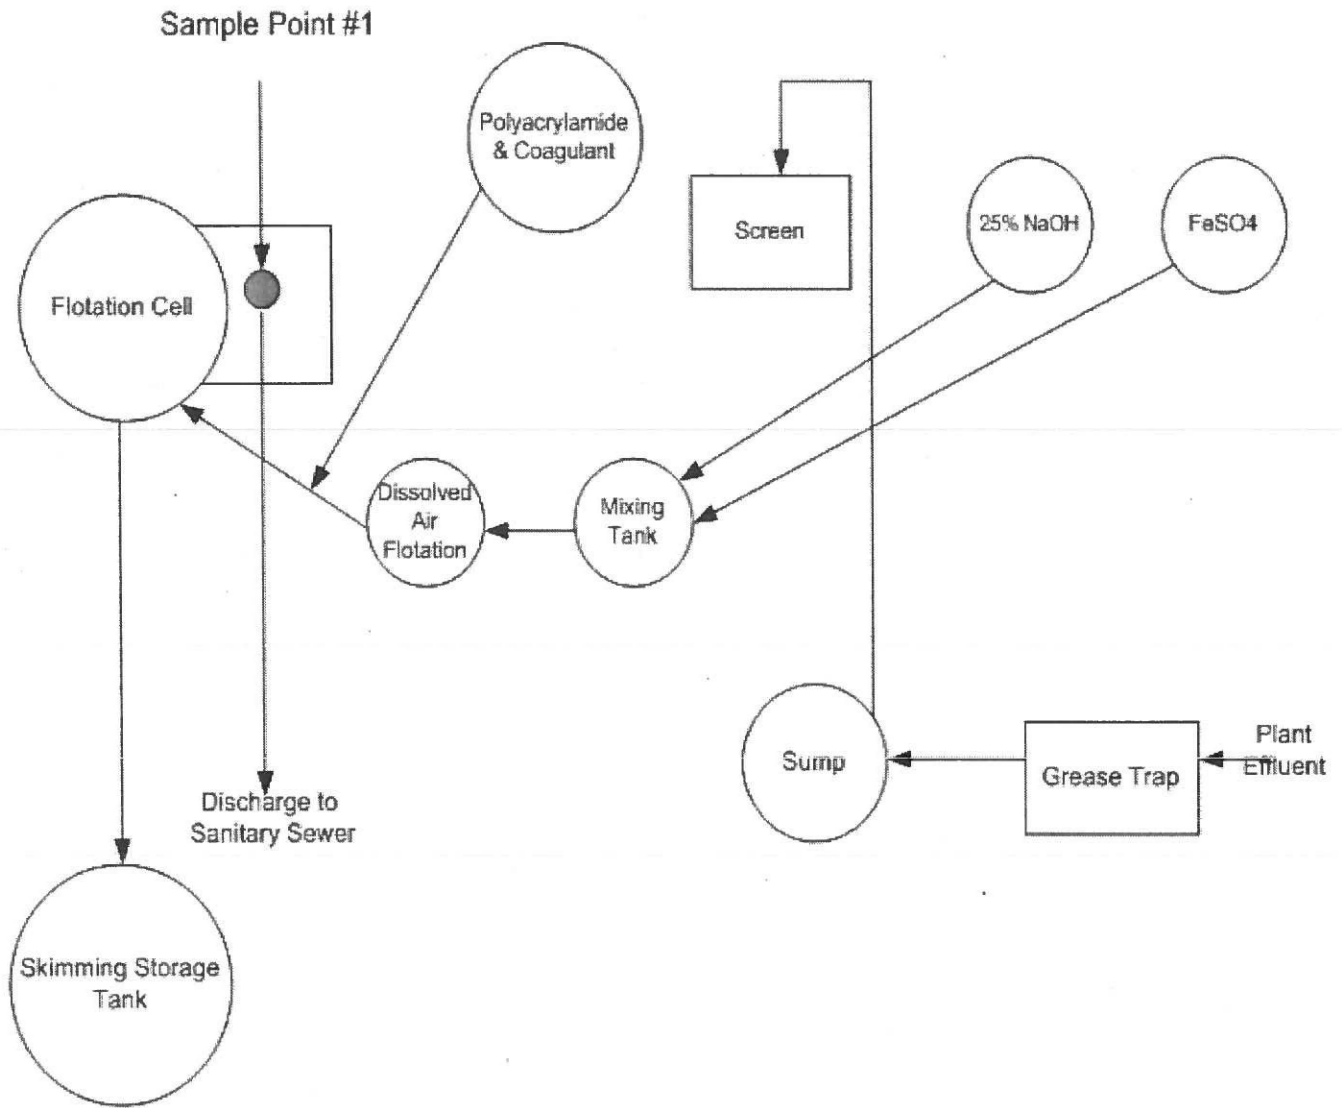 Sample Point #1
Polyacrylamide
& Coagulant
Screen
25% NaOH
FeSO4
Flotation Cell
Dissolved
Air
Flotation
Mixing
Tank
Sump
Grease Trap
Plant
Effluent
Discharge to
Sanitary Sewer
Skimming Storage
Tank